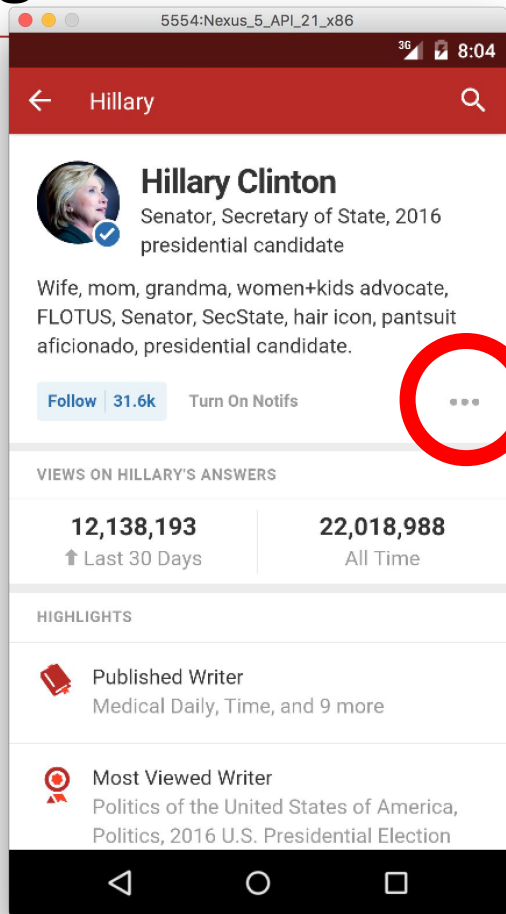 5554:Nexus_5_API_21_x86
3G 8:04
Hillary
Hillary Clinton
Senator, Secretary of State, 2016
presidential candidate
Wife, mom, grandma, women+kids advocate,
FLOTUS, Senator, SecState, hair icon, pantsuit
aficionado, presidential candidate.
Follow 31.6k Turn On Notifs
VIEWS ON HILLARY'S ANSWERS
12,138,193 22,018,988
Last 30 Days All Time
HIGHLIGHTS
Published Writer
Medical Daily, Time, and 9 more
Most Viewed Writer
Politics of the United States of America,
Politics, 2016 U.S. Presidential Election